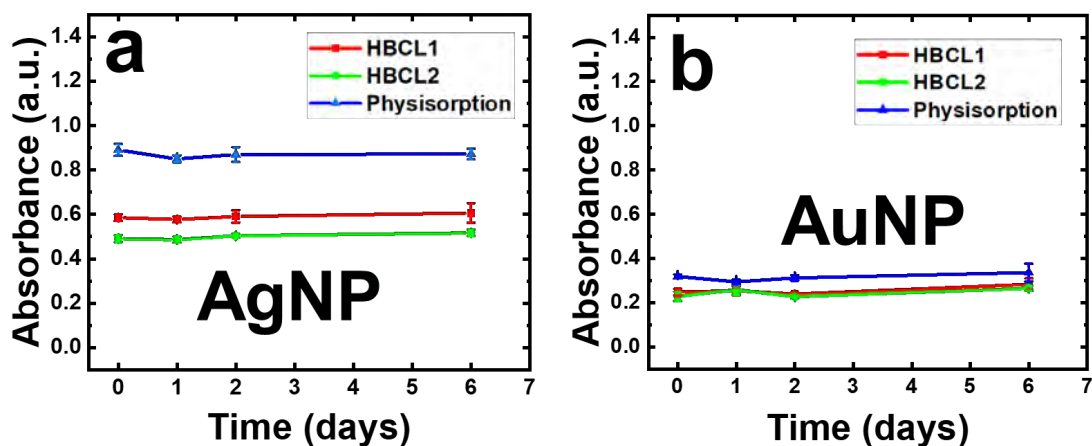 a
HBCL1
HBCL2
Physisorption
Absorbance (a.u.)
1.4
1.2
1.0
0.8
0.6
0.4
0.2
0.0
AgNP
0 1 2 3 4 5 6 7
Time (days)
b
HBCL1
HBCL2
Physisorption
Absorbance (a.u.)
1.4
1.2
1.0
0.8
0.6
0.4
0.2
0.0
AuNP
0 1 2 3 4 5 6 7
Time (days)